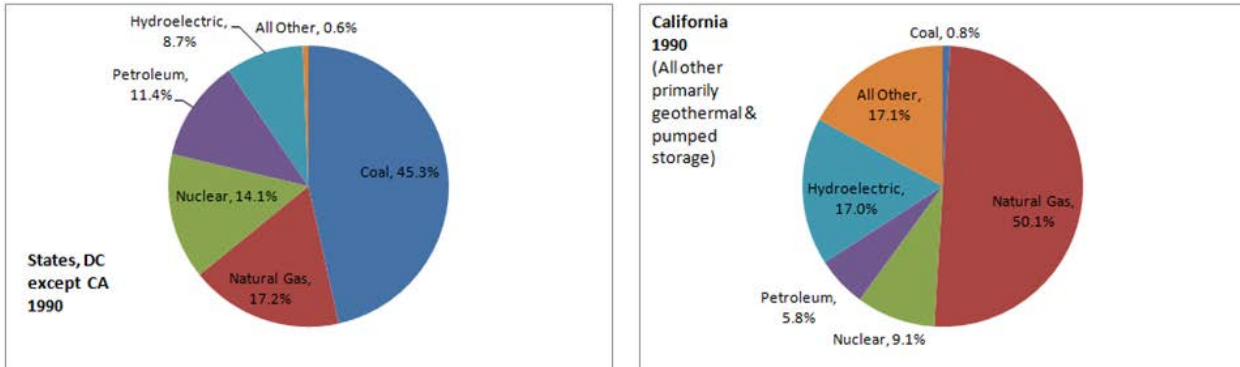 Hydroelectric,
8.7%
All Other, 0.6%
Petroleum,
11.4%
Coal, 45.3%
Nuclear, 14.1%
Natural Gas,
17.2%
States, DC
except CA
1990
California
1990
(All other
primarily
geothermal &
pumped
storage)
Coal, 0.8%
All Other,
17.1%
Hydroelectric,
17.0%
Natural Gas,
50.1%
Petroleum,
5.8%
Nuclear, 9.1%